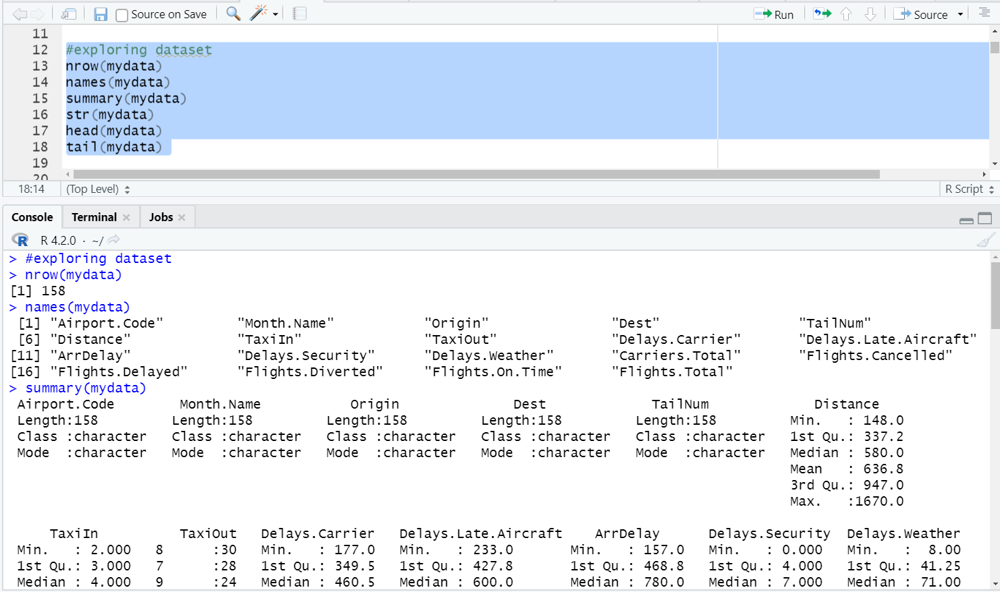 Source on Save Run Source
11
12 #exploring dataset
13 nrow(mydata)
14 names(mydata)
15 summary(mydata)
16 str(mydata)
17 head(mydata)
18 tail(mydata)
19
20
18:14 (Top Level) R Script
Console Terminal Jobs
R R 4.2.0 · ~/
> #exploring dataset
> nrow(mydata)
[1] 158
> names(mydata)
[1] "Airport.Code" "Month.Name" "Origin" "Dest" "TailNum"
[6] "Distance" "TaxiIn" "TaxiOut" "Delays.Carrier" "Delays.Late.Aircraft"
[11] "ArrDelay" "Delays.Security" "Delays.Weather" "Carriers.Total" "Flights.Cancelled"
[16] "Flights.Delayed" "Flights.Diverted" "Flights.On.Time" "Flights.Total"
> summary(mydata)
Airport.Code Month.Name Origin Dest TailNum Distance
Length:158 Length:158 Length:158 Length:158 Length:158 Min. : 148.0
Class :character Class :character Class :character Class :character Class :character 1st Qu.: 337.2
Mode :character Mode :character Mode :character Mode :character Mode :character Median : 580.0
Mean : 636.8
3rd Qu.: 947.0
Max. :1670.0
TaxiIn TaxiOut Delays.Carrier Delays.Late.Aircraft ArrDelay Delays.Security Delays.Weather
Min. : 2.000 8 :30 Min. : 177.0 Min. : 233.0 Min. : 157.0 Min. : 0.000 Min. : 8.00
1st Qu.: 3.000 7 :28 1st Qu.: 349.5 1st Qu.: 427.8 1st Qu.: 468.8 1st Qu.: 4.000 1st Qu.: 41.25
Median : 4.000 9 :24 Median : 460.5 Median : 600.0 Median : 780.0 Median : 7.000 Median : 71.00